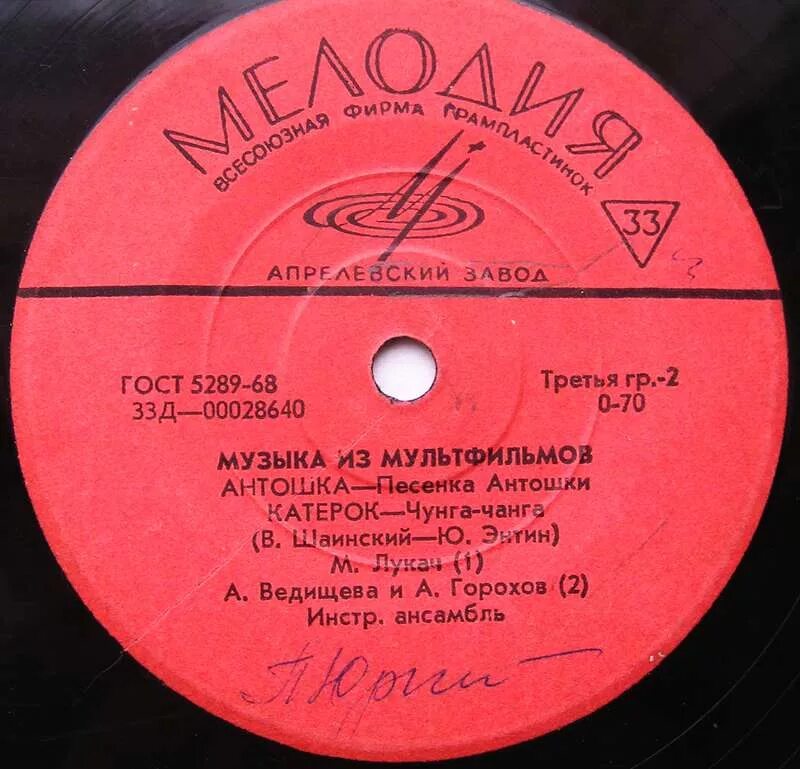 МЕЛОДИЯ
ВСЕСОЮЗНАЯ ФИРМА ГРАМПЛАСТИНОК
33
АПРЕЛЕВСКИЙ ЗАВОД
ГОСТ 5289-68
33Д—00028640
Третья гр.-2
0-70
МУЗЫКА ИЗ МУЛЬТФИЛЬМОВ
АНТОШКА—Песенка Антошки
КАТЕРОК—Чунга-чанга
(В. Шаинский—Ю. Энтин)
М. Лукач (1)
А. Ведищева и А. Горохов (2)
Инстр. ансамбль